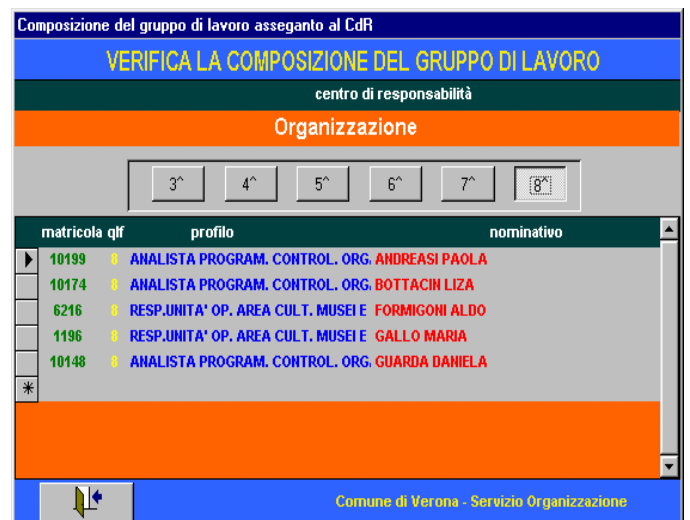 Composizione del gruppo di lavoro asseganto al CdR
VERIFICA LA COMPOSIZIONE DEL GRUPPO DI LAVORO
centro di responsabilità
Organizzazione
3^ 4^ 5^ 6^ 7^ 8^
matricola qlf profilo nominativo
10199 8 ANALISTA PROGRAM. CONTROL. ORG. ANDREASI PAOLA
10174 8 ANALISTA PROGRAM. CONTROL. ORG. BOTTACIN LIZA
6216 8 RESP.UNITA' OP. AREA CULT. MUSEI E FORMIGONI ALDO
1196 8 RESP.UNITA' OP. AREA CULT. MUSEI E GALLO MARIA
10148 8 ANALISTA PROGRAM. CONTROL. ORG. GUARDA DANIELA
Comune di Verona - Servizio Organizzazione